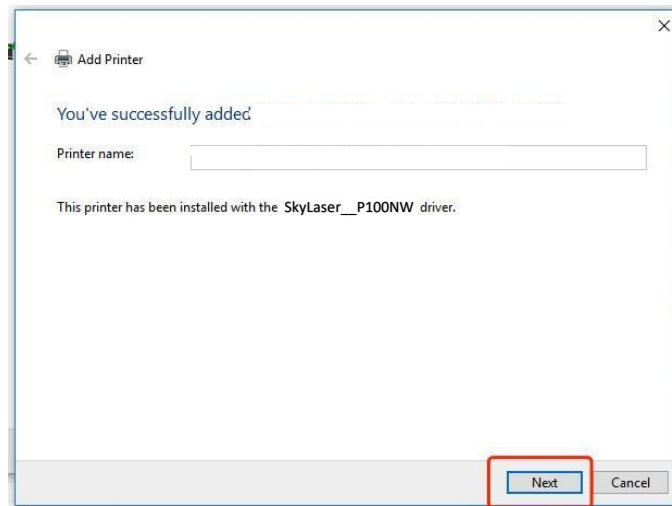 Add Printer
You've successfully added
Printer name:
This printer has been installed with the SkyLaser__P100NW driver.
Next Cancel